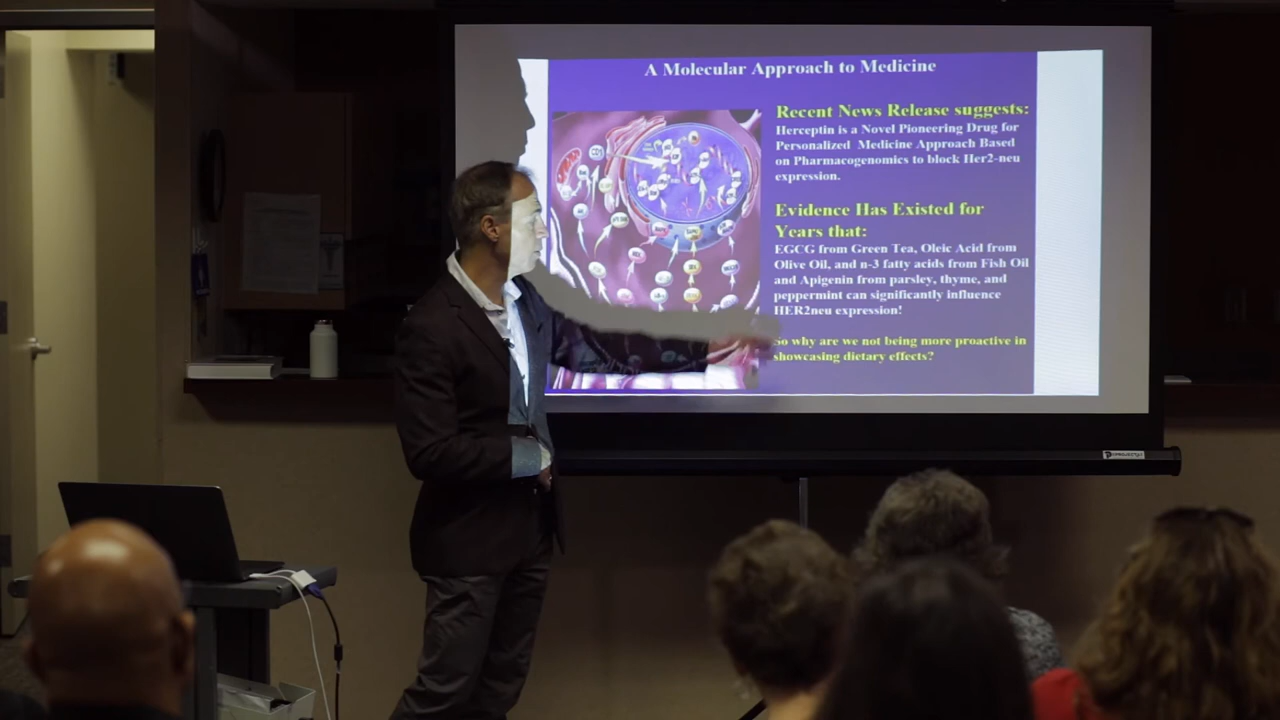 A Molecular Approach to Medicine
Recent News Release suggests:
Herceptin is a Novel Pioneering Drug for
Personalized Medicine Approach Based
on Pharmacogenomics to block Her2-neu
expression.
Evidence Has Existed for
Years that:
EGCG from Green Tea, Oleic Acid from
Olive Oil, and n-3 fatty acids from Fish Oil
and Apigenin from parsley, thyme, and
peppermint can significantly influence
HER2neu expression!
So why are we not being more proactive in
showcasing dietary effects?